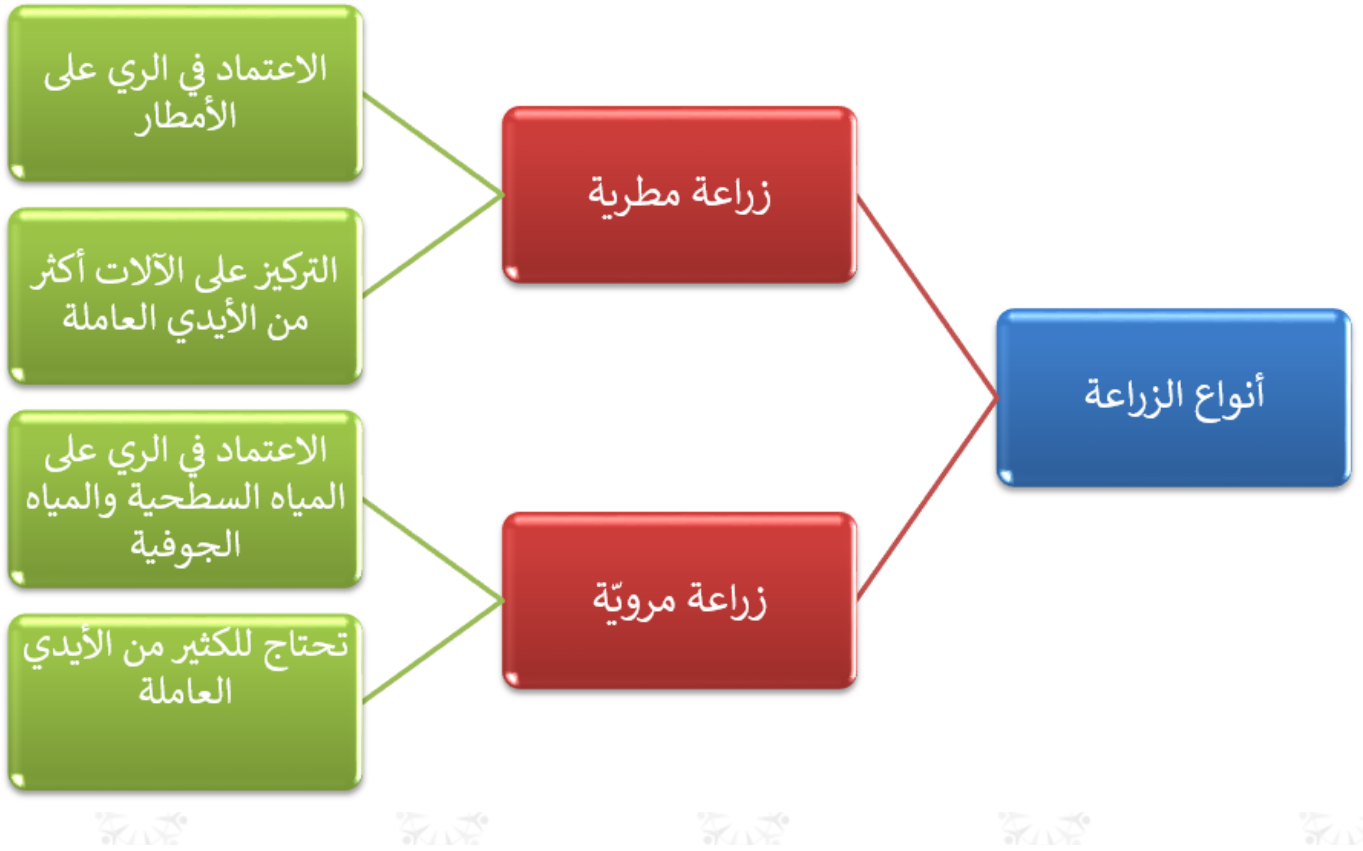 أنواع الزراعة
زراعة مطرية
الاعتماد في الري على
الأمطار
التركيز على الآلات أكثر
من الأيدي العاملة
زراعة مرويّة
الاعتماد في الري على
المياه السطحية والمياه
الجوفية
تحتاج للكثير من الأيدي
العاملة